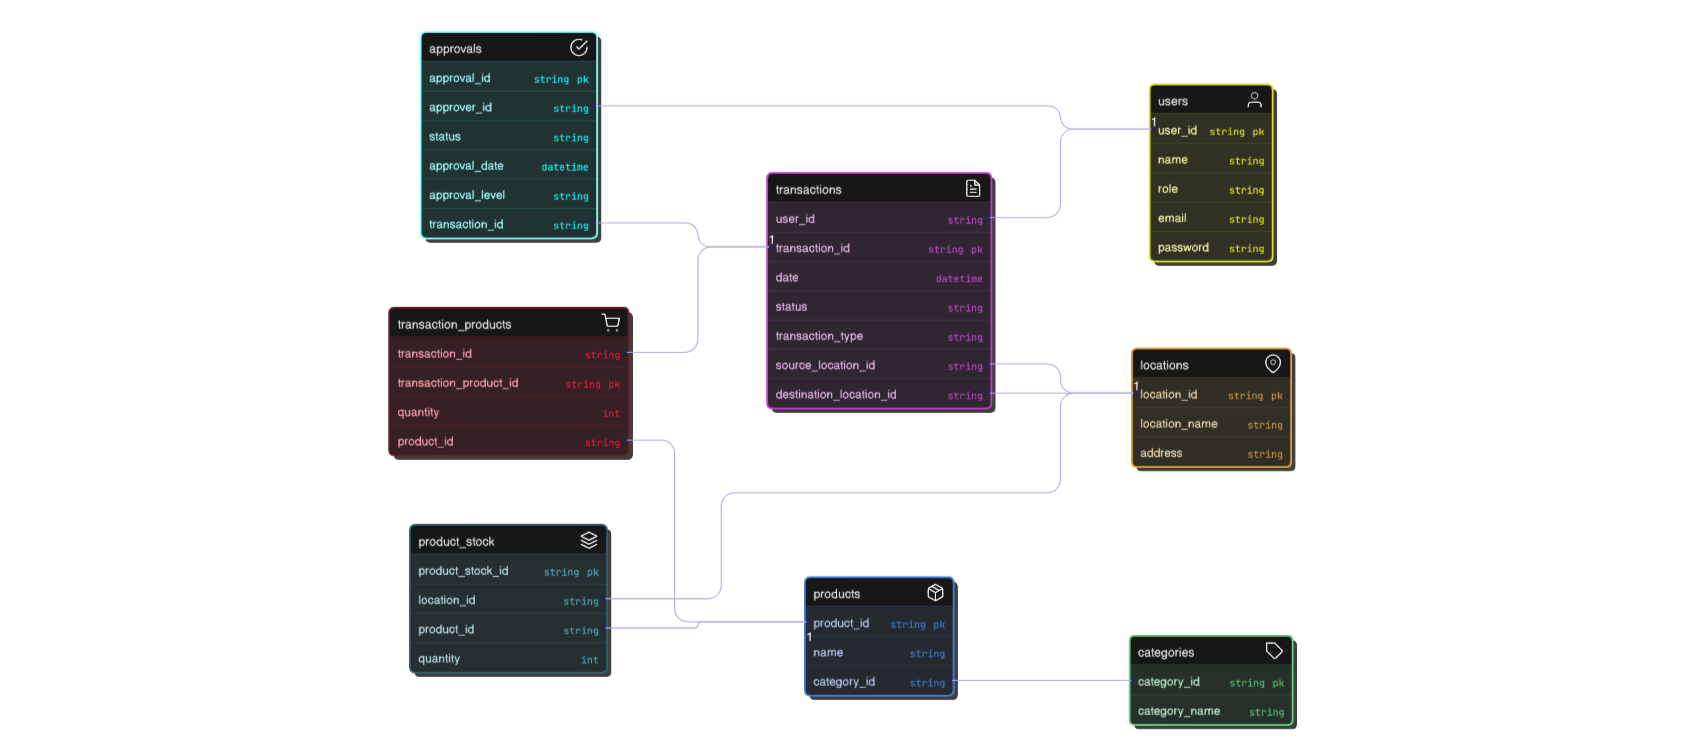 approvals
approval_id string pk
approver_id string
status string
approval_date datetime
approval_level string
transaction_id string
users
1
user_id string pk
name string
role string
email string
password string
transactions
user_id string
1
transaction_id string pk
date datetime
status string
transaction_type string
source_location_id string
destination_location_id string
transaction_products
transaction_id string
transaction_product_id string pk
quantity int
product_id string
locations
1
location_id string pk
location_name string
address string
product_stock
product_stock_id string pk
location_id string
product_id string
quantity int
products
product_id string pk
1
name string
category_id string
categories
category_id string pk
category_name string